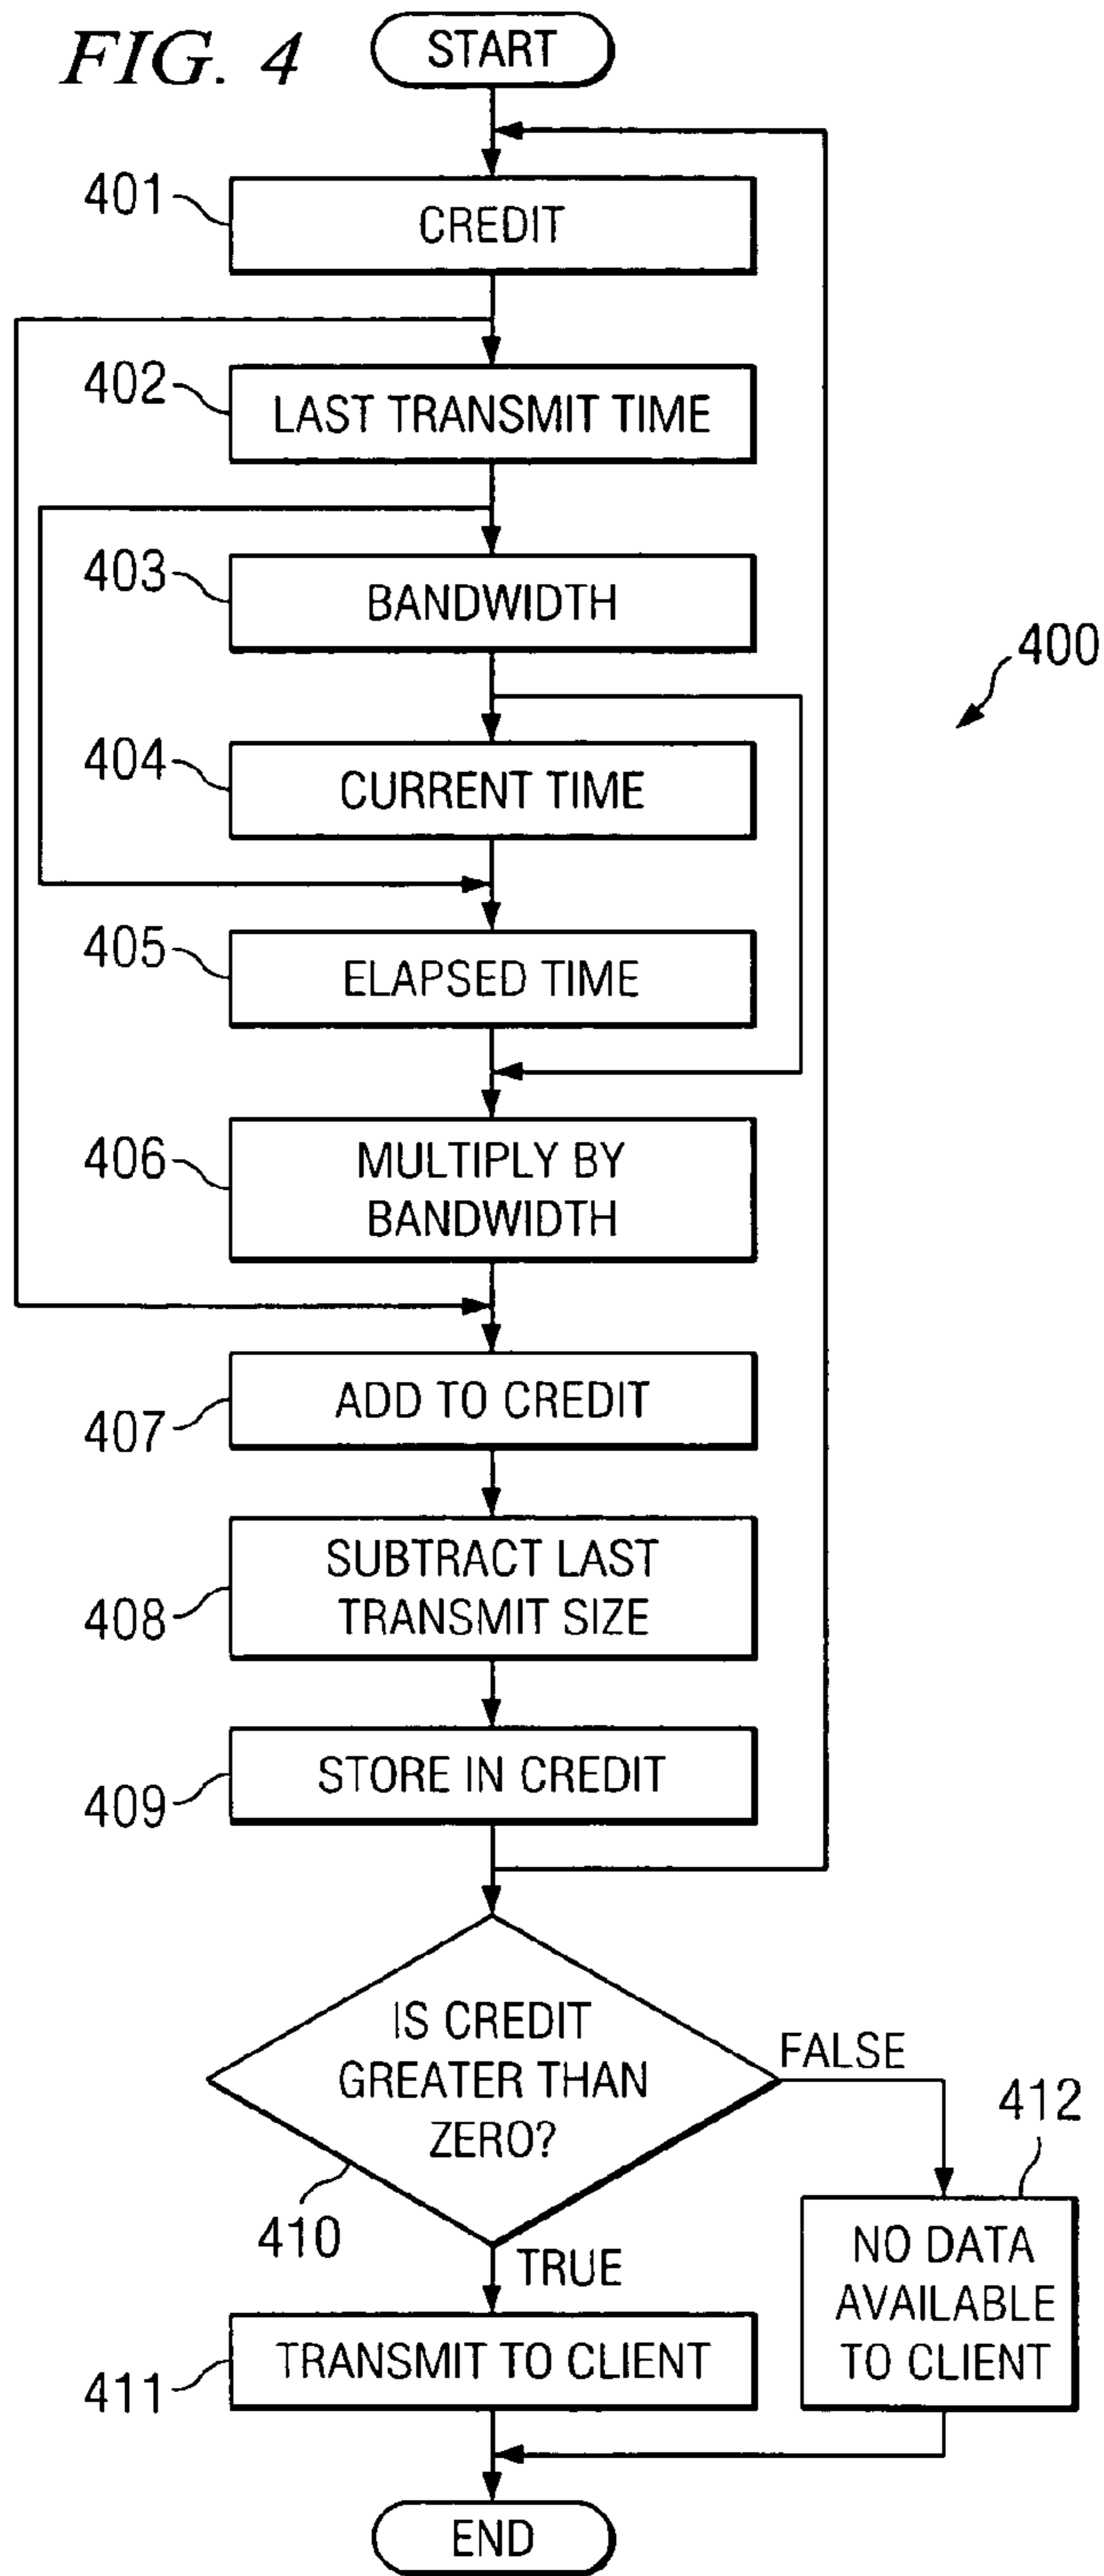 FIG. 4
START
401
CREDIT
402
LAST TRANSMIT TIME
403
BANDWIDTH
400
404
CURRENT TIME
405
ELAPSED TIME
406
MULTIPLY BY
BANDWIDTH
407
ADD TO CREDIT
408
SUBTRACT LAST
TRANSMIT SIZE
409
STORE IN CREDIT
IS CREDIT
GREATER THAN
ZERO?
FALSE
412
410
TRUE
NO DATA
AVAILABLE
TO CLIENT
411
TRANSMIT TO CLIENT
END